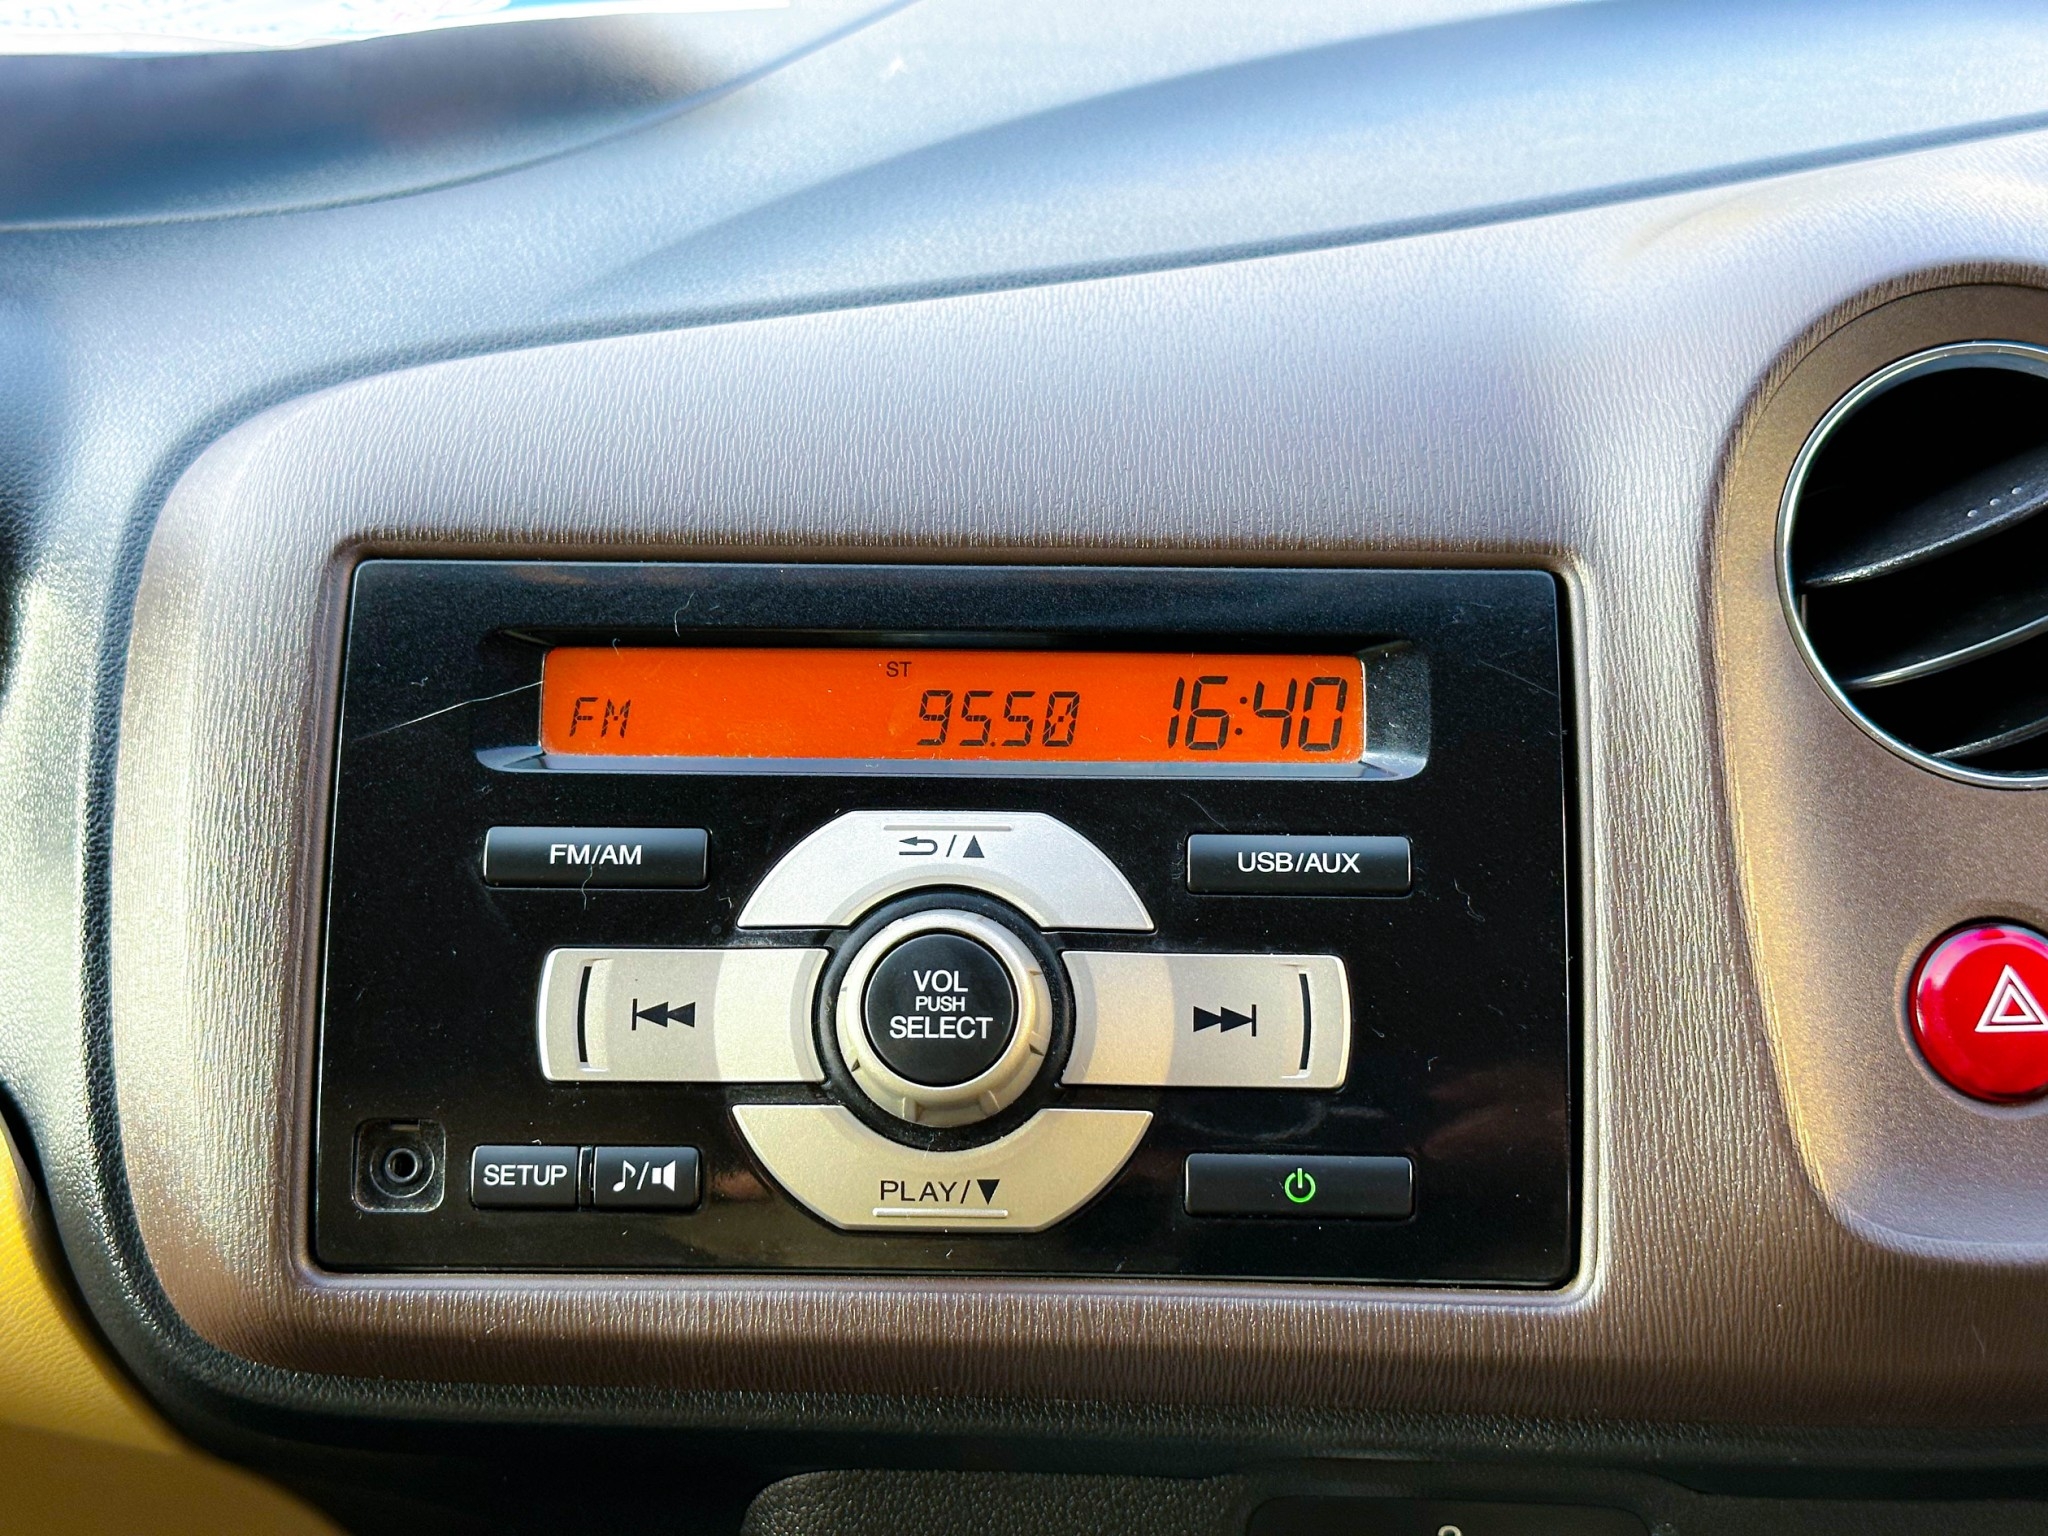 ST
FM 95.50 16:40
FM/AM
USB/AUX
VOL
PUSH
SELECT
SETUP
PLAY/▼